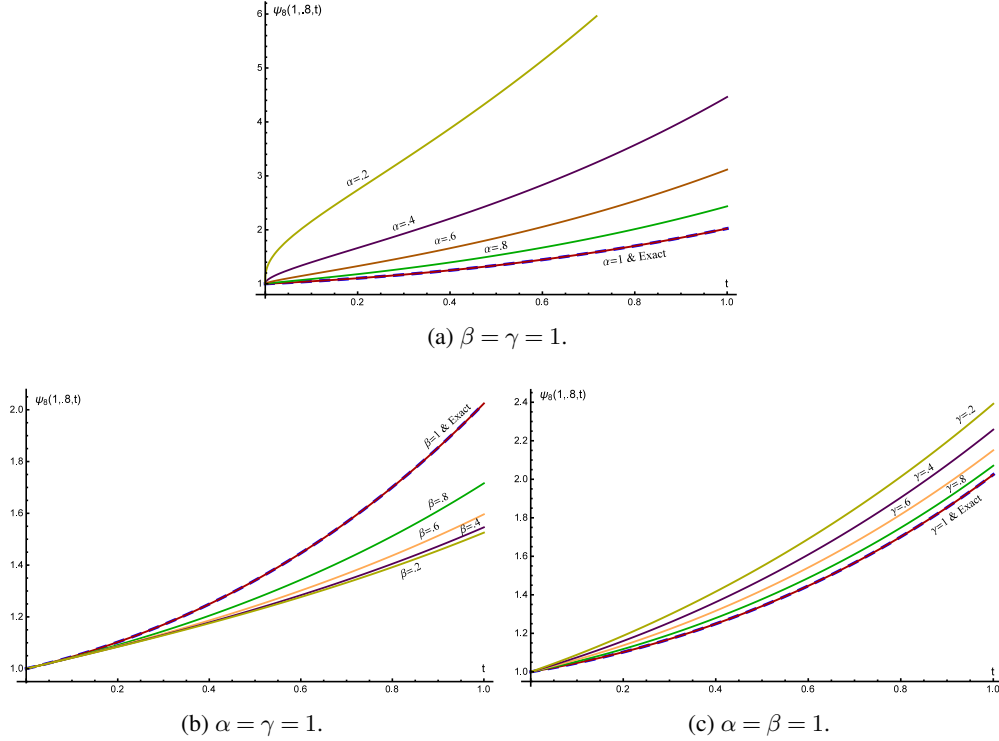 ψ₈(1,.8,t)
6
5
4
3
2
1
α=.2
α=.4
α=.6
α=.8
α=1 & Exact
t
0.2 0.4 0.6 0.8 1.0
(a) β = γ = 1.
ψ₈(1,.8,t)
2.0
1.8
1.6
1.4
1.2
1.0
β=1 & Exact
β=.8
β=.6
β=.4
β=.2
t
0.2 0.4 0.6 0.8 1.0
(b) α = γ = 1.
ψ₈(1,.8,t)
2.4
2.2
2.0
1.8
1.6
1.4
1.2
1.0
γ=.2
γ=.4
γ=.6
γ=.8
γ=1 & Exact
t
0.2 0.4 0.6 0.8 1.0
(c) α = β = 1.